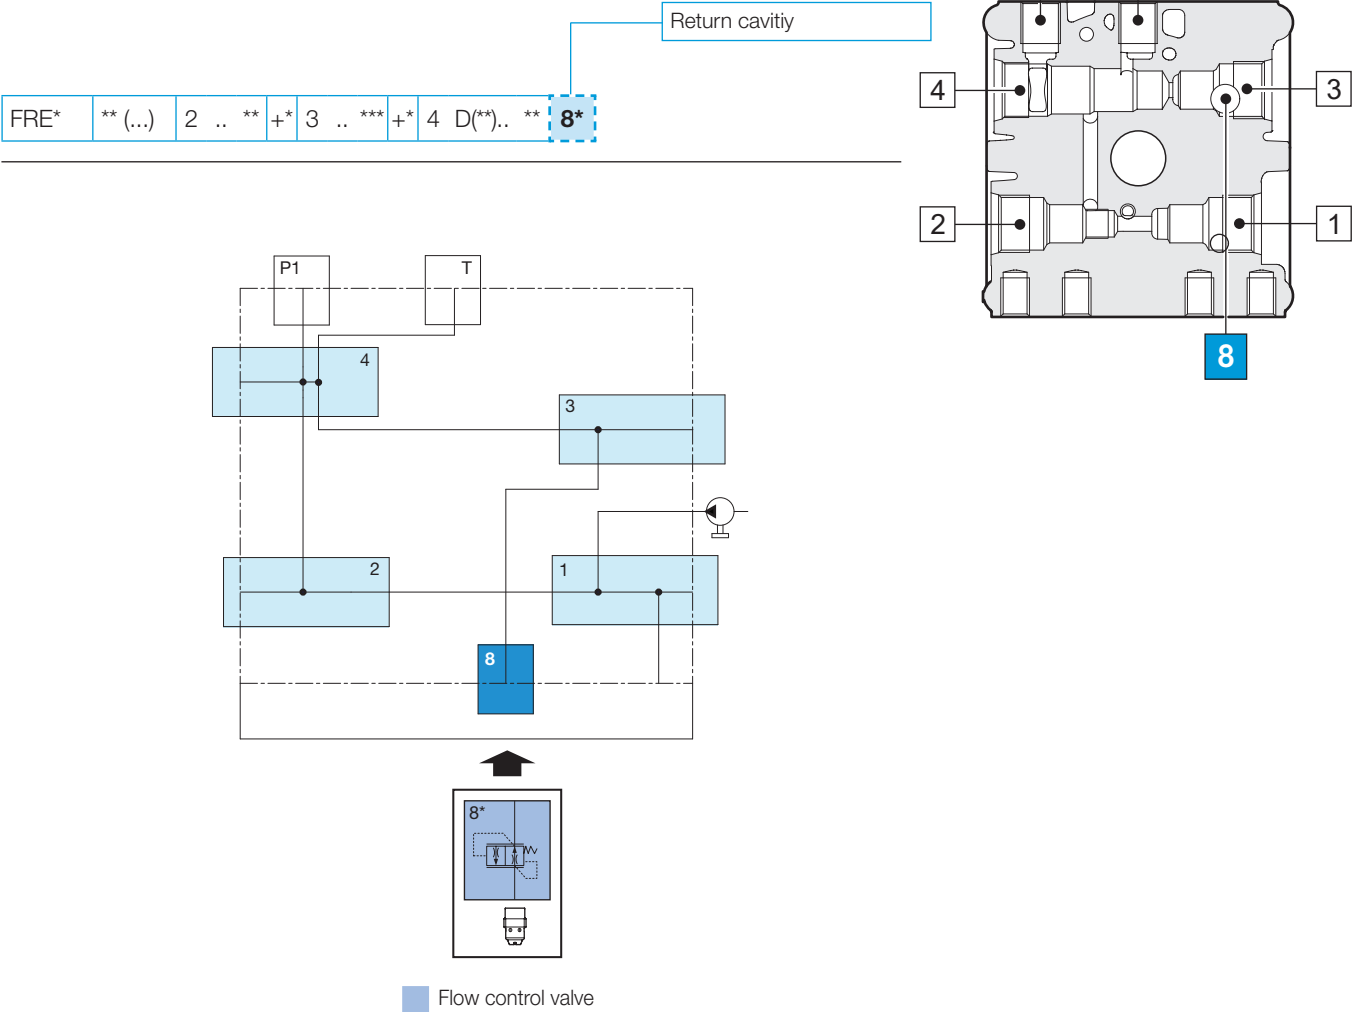 Return cavitiy
FRE* ** (...) 2 .. ** +* 3 .. *** +* 4 D(**).. ** 8*
4
3
2
1
8
P1
T
4
3
2
1
8
8*
Flow control valve